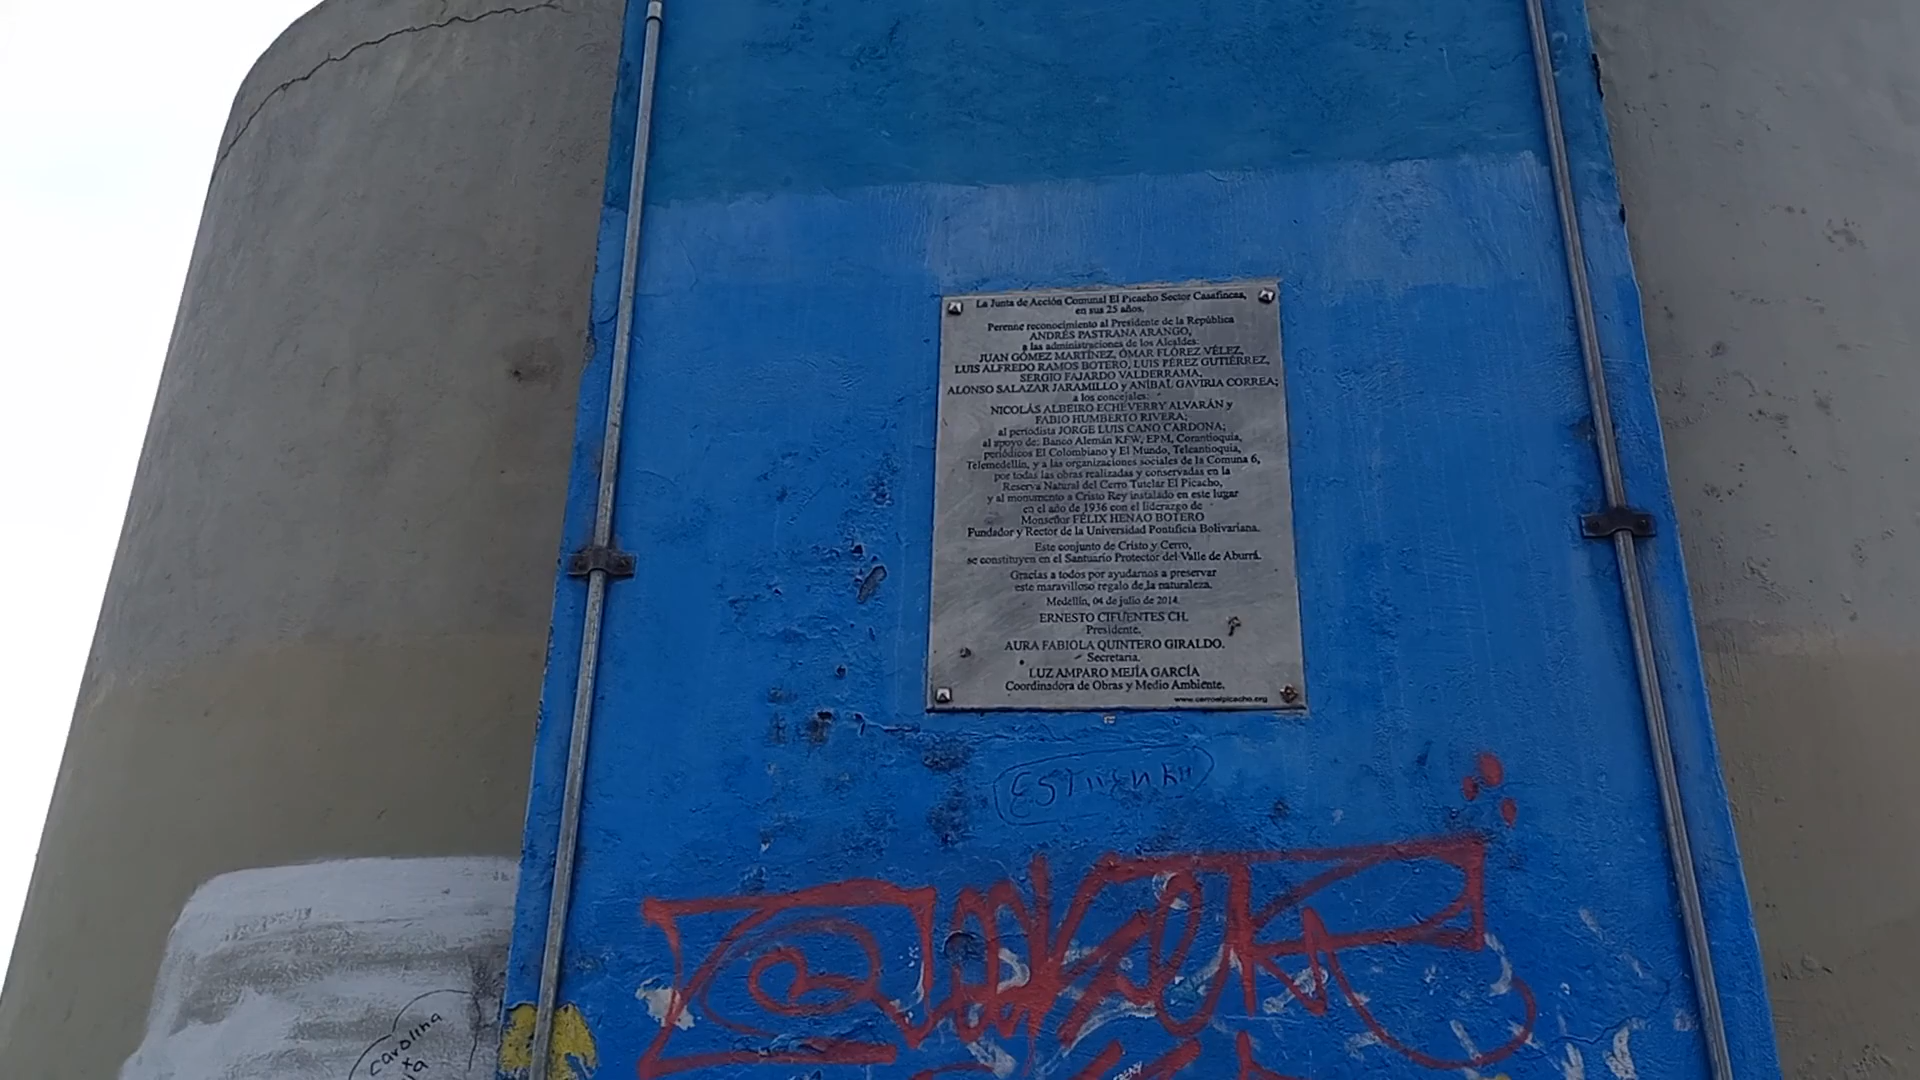 La Junta de Acción Comunal El Picacho Sector Casafincas,
en sus 25 años.
Perenne reconocimiento al Presidente de la República
ANDRÉS PASTRANA ARANGO,
a las administraciones de los Alcaldes:
JUAN GÓMEZ MARTÍNEZ, OMAR FLÓREZ VÉLEZ,
LUIS ALFREDO RAMOS BOTERO, LUIS PÉREZ GUTIÉRREZ,
SERGIO FAJARDO VALDERRAMA,
ALONSO SALAZAR JARAMILLO y ANÍBAL GAVIRIA CORREA;
a los concejales:
NICOLÁS ALBEIRO ECHEVERRY ALVARÁN y
FABIO HUMBERTO RIVERA;
al periodista JORGE LUIS CANO CARDONA;
al apoyo de: Banco Alemán KFW, EPM, Corantioquia,
periódicos El Colombiano y El Mundo, Teleantioquia,
Telemedellín, y a las organizaciones sociales de la Comuna 6,
por todas las obras realizadas y conservadas en la
Reserva Natural del Cerro Tutelar El Picacho,
y al monumento a Cristo Rey instalado en este lugar
en el año de 1936 con el liderazgo de
Monseñor FÉLIX HENAO BOTERO
Fundador y Rector de la Universidad Pontificia Bolivariana.
Este conjunto de Cristo y Cerro,
se constituyen en el Santuario Protector del Valle de Aburrá.
Gracias a todos por ayudarnos a preservar
este maravilloso regalo de la naturaleza.
Medellín, 04 de julio de 2014.
ERNESTO CIFUENTES CH.
Presidente.
AURA FABIOLA QUINTERO GIRALDO.
Secretaria.
LUZ AMPARO MEJÍA GARCÍA
Coordinadora de Obras y Medio Ambiente.
www.cerroelpicacho.org
carolina